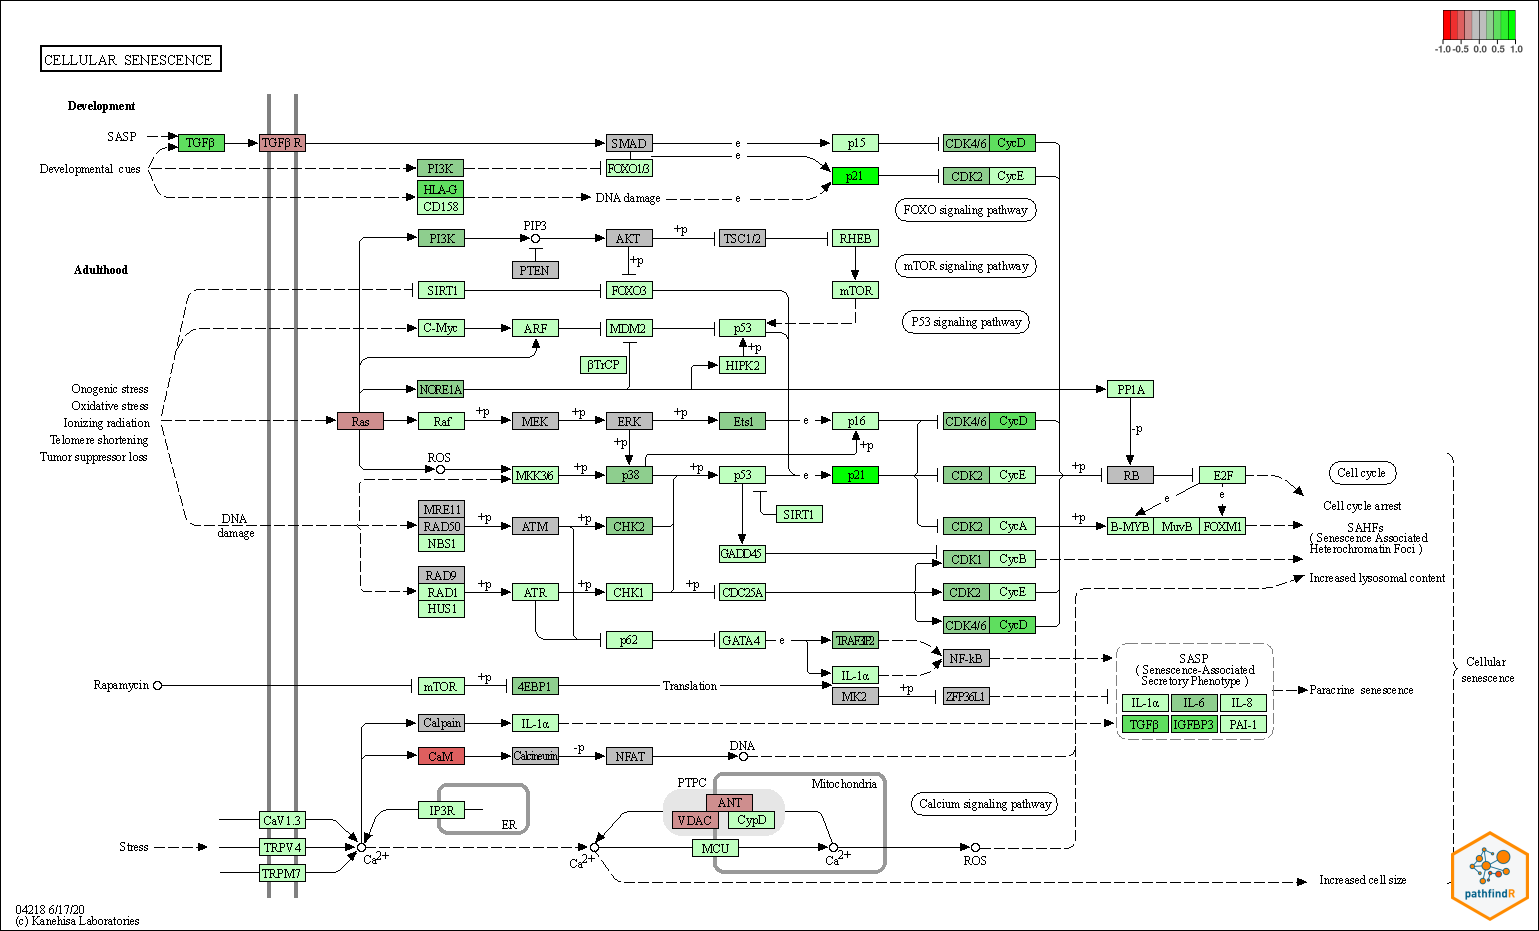 -1.0 -0.5 0.0 0.5 1.0
CELLULAR SENESCENCE
Development
SASP
TGFβ
TGFβ R
SMAD
e
p15
CDK4/6
CycD
Developmental cues
PI3K
FOXO1/3
e
p21
CDK2
CycE
HLA-G
CD158
DNA damage
e
FOXO signaling pathway
PI3K
PIP3
AKT
+p
TSC1/2
RHEB
PTEN
+p
mTOR signaling pathway
Adulthood
SIRT1
FOXO3
mTOR
C-Myc
ARF
MDM2
p53
P53 signaling pathway
+p
βTrCP
HIPK2
NORE1A
PP1A
Onogenic stress
Oxidative stress
Ionizing radiation
Telomere shortening
Tumor suppressor loss
Ras
Raf
+p
MEK
+p
ERK
+p
Ets1
e
p16
CDK4/6
CycD
-p
+p
+p
ROS
MKK3/6
+p
p38
+p
p53
e
p21
CDK2
CycE
+p
RB
E2F
Cell cycle
e
e
Cell cycle arrest
MRE11
RAD50
NBS1
DNA
damage
+p
ATM
+p
CHK2
SIRT1
CDK2
CycA
+p
B-MYB
MuvB
FOXM1
SAHFs
( Senescence Associated
Heterochromatin Foci )
GADD45
CDK1
CycB
RAD9
RAD1
HUS1
+p
ATR
+p
CHK1
+p
CDC25A
CDK2
CycE
Increased lysosomal content
CDK4/6
CycD
p62
GATA4
e
TRAF3IP2
NF-kB
IL-1α
SASP
( Senescence-Associated
Secretory Phenotype )
Cellular
senescence
Rapamycin
mTOR
+p
4EBP1
Translation
MK2
+p
ZFP36L1
IL-1α
IL-6
IL-8
Paracrine senescence
TGFβ
IGFBP3
PAI-1
Calpain
IL-1α
CaM
Calcineurin
-p
NFAT
DNA
PTPC
Mitochondria
IP3R
ER
ANT
VDAC
CypD
Calcium signaling pathway
CaV1.3
Stress
TRPV4
Ca2+
Ca2+
MCU
Ca2+
ROS
TRPM7
Increased cell size
pathfindR
04218 6/17/20
(c) Kanehisa Laboratories